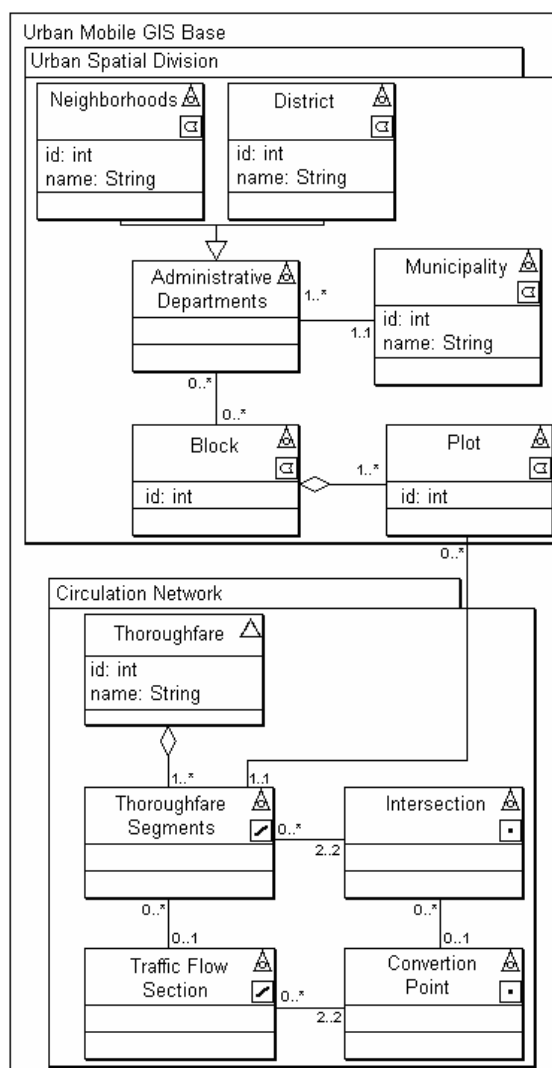 Urban Mobile GIS Base
Urban Spatial Division
Neighborhoods
id: int
name: String
District
id: int
name: String
Administrative
Departments
1..*
1..1
Municipality
id: int
name: String
0..*
0..*
Block
id: int
1..*
Plot
id: int
0..*
Circulation Network
Thoroughfare
id: int
name: String
1..*
1..1
Thoroughfare
Segments
0..*
2..2
Intersection
0..*
0..1
0..*
0..1
Traffic Flow
Section
0..*
2..2
Convertion
Point